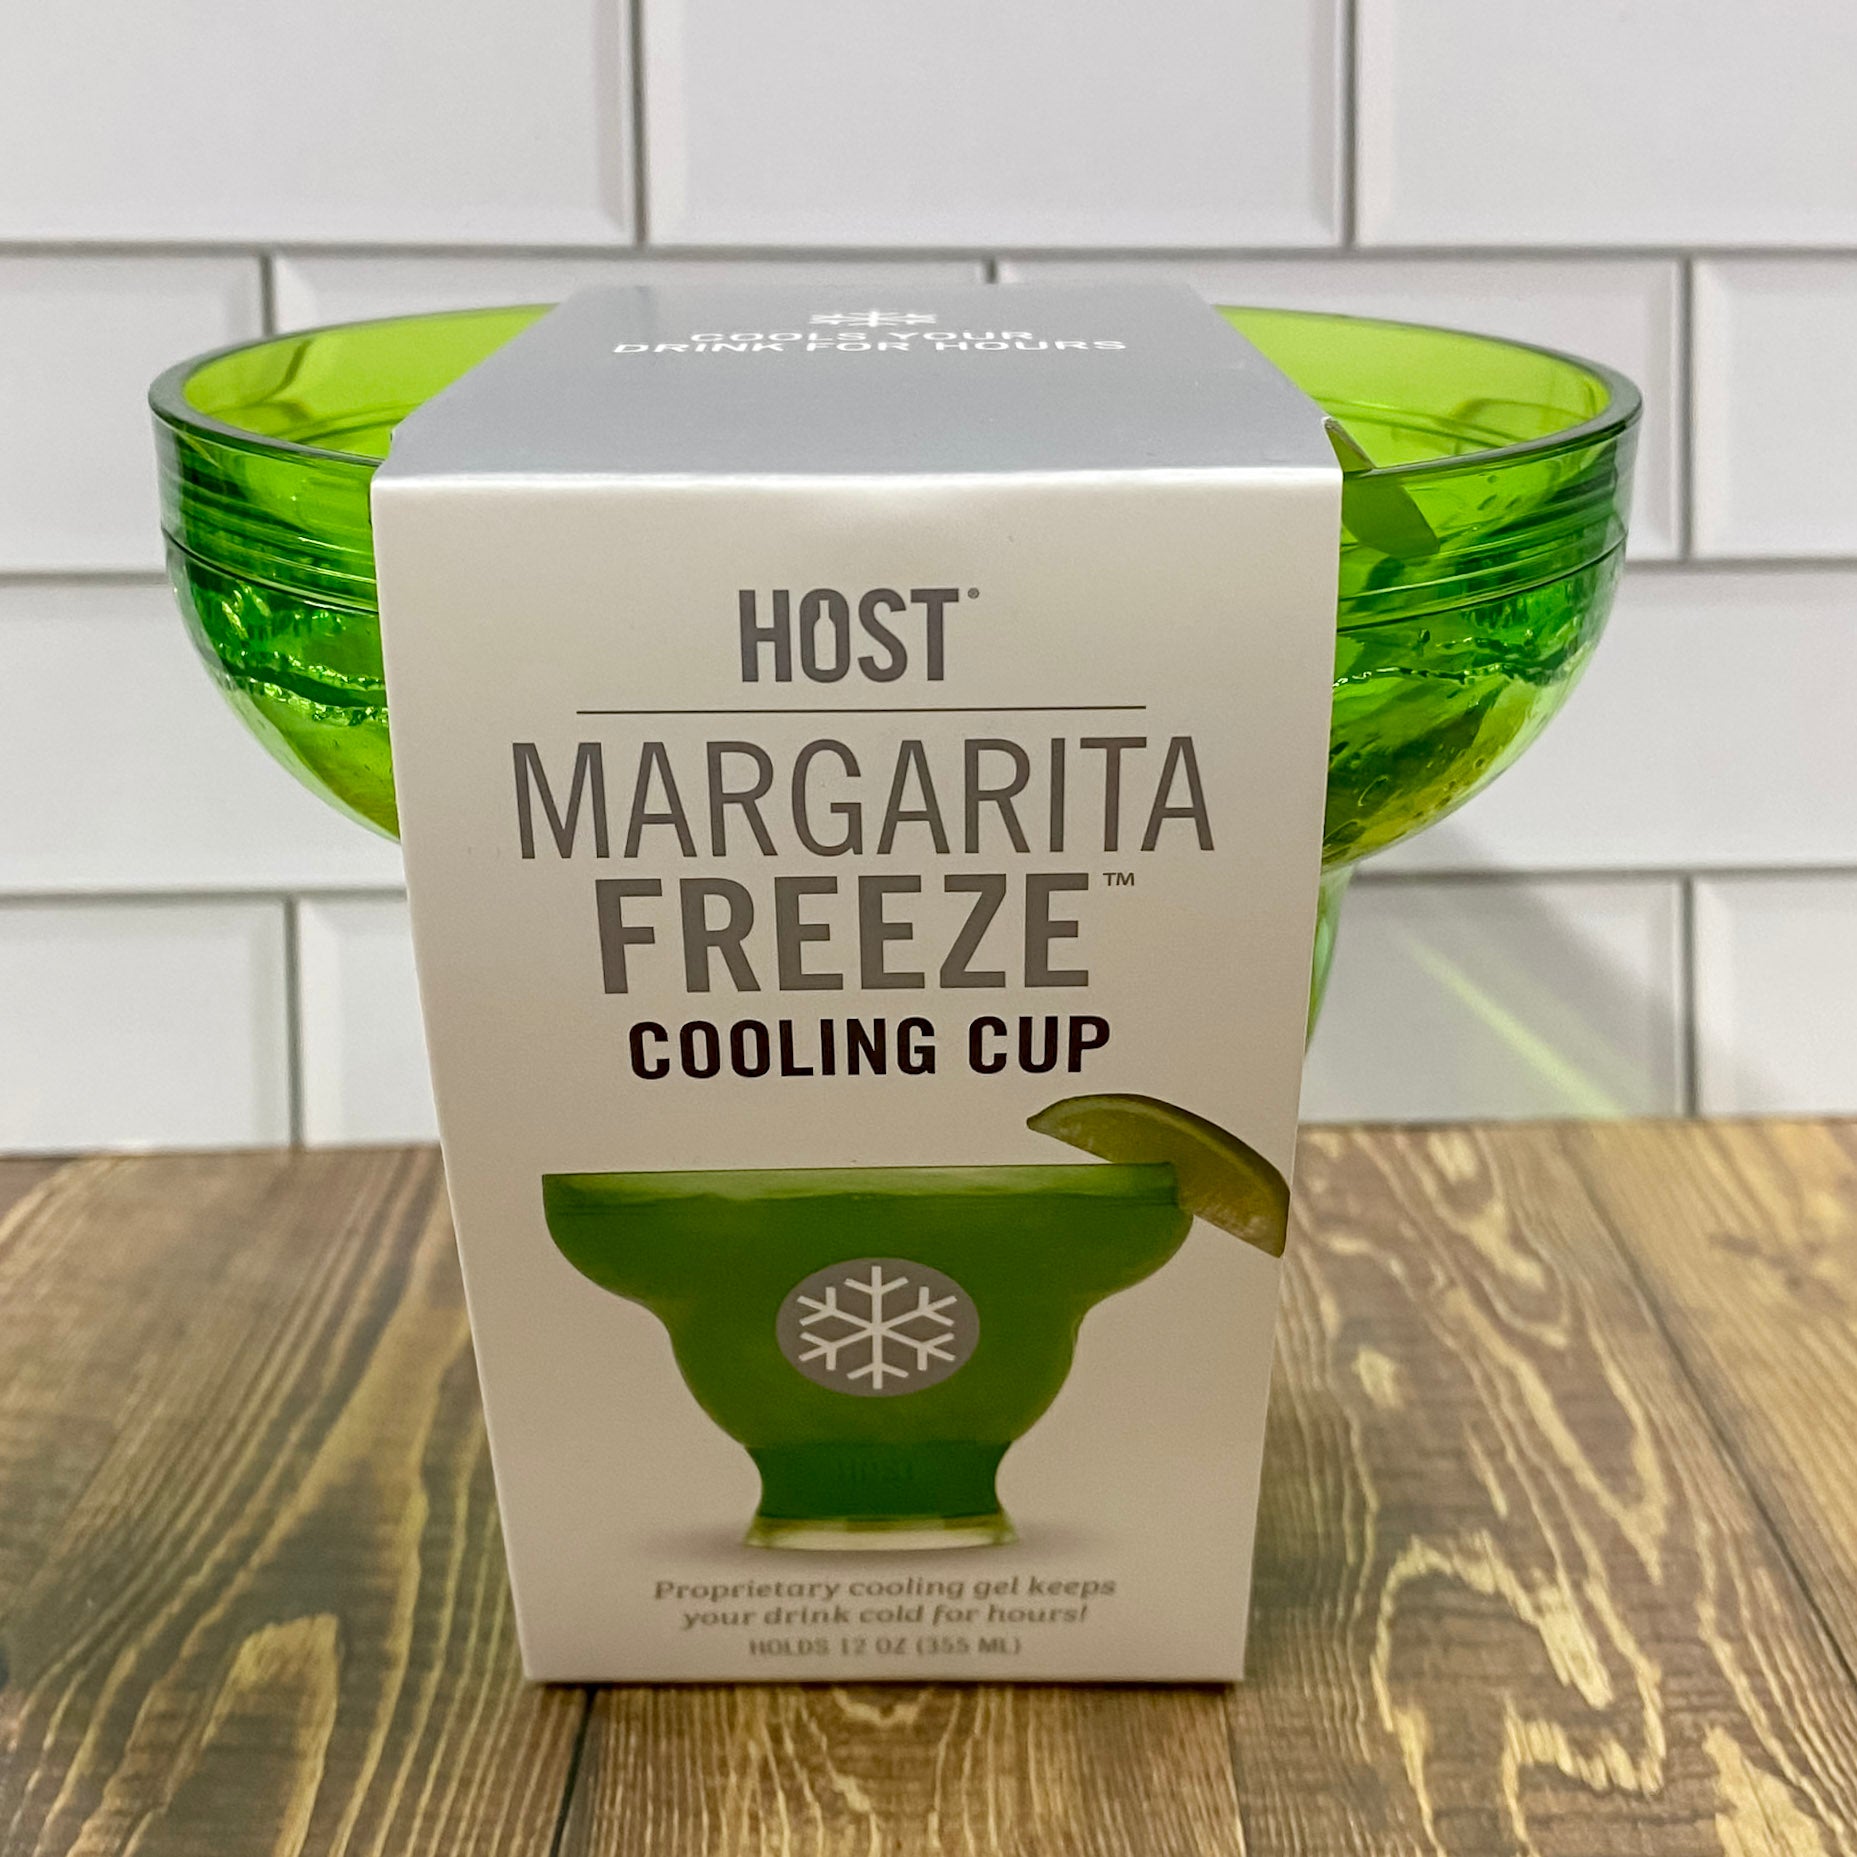 COOLS YOUR
DRINK FOR HOURS
HOST®
MARGARITA
FREEZE™
COOLING CUP
HOST
Proprietary cooling gel keeps
your drink cold for hours!
HOLDS 12 OZ (355 ML)